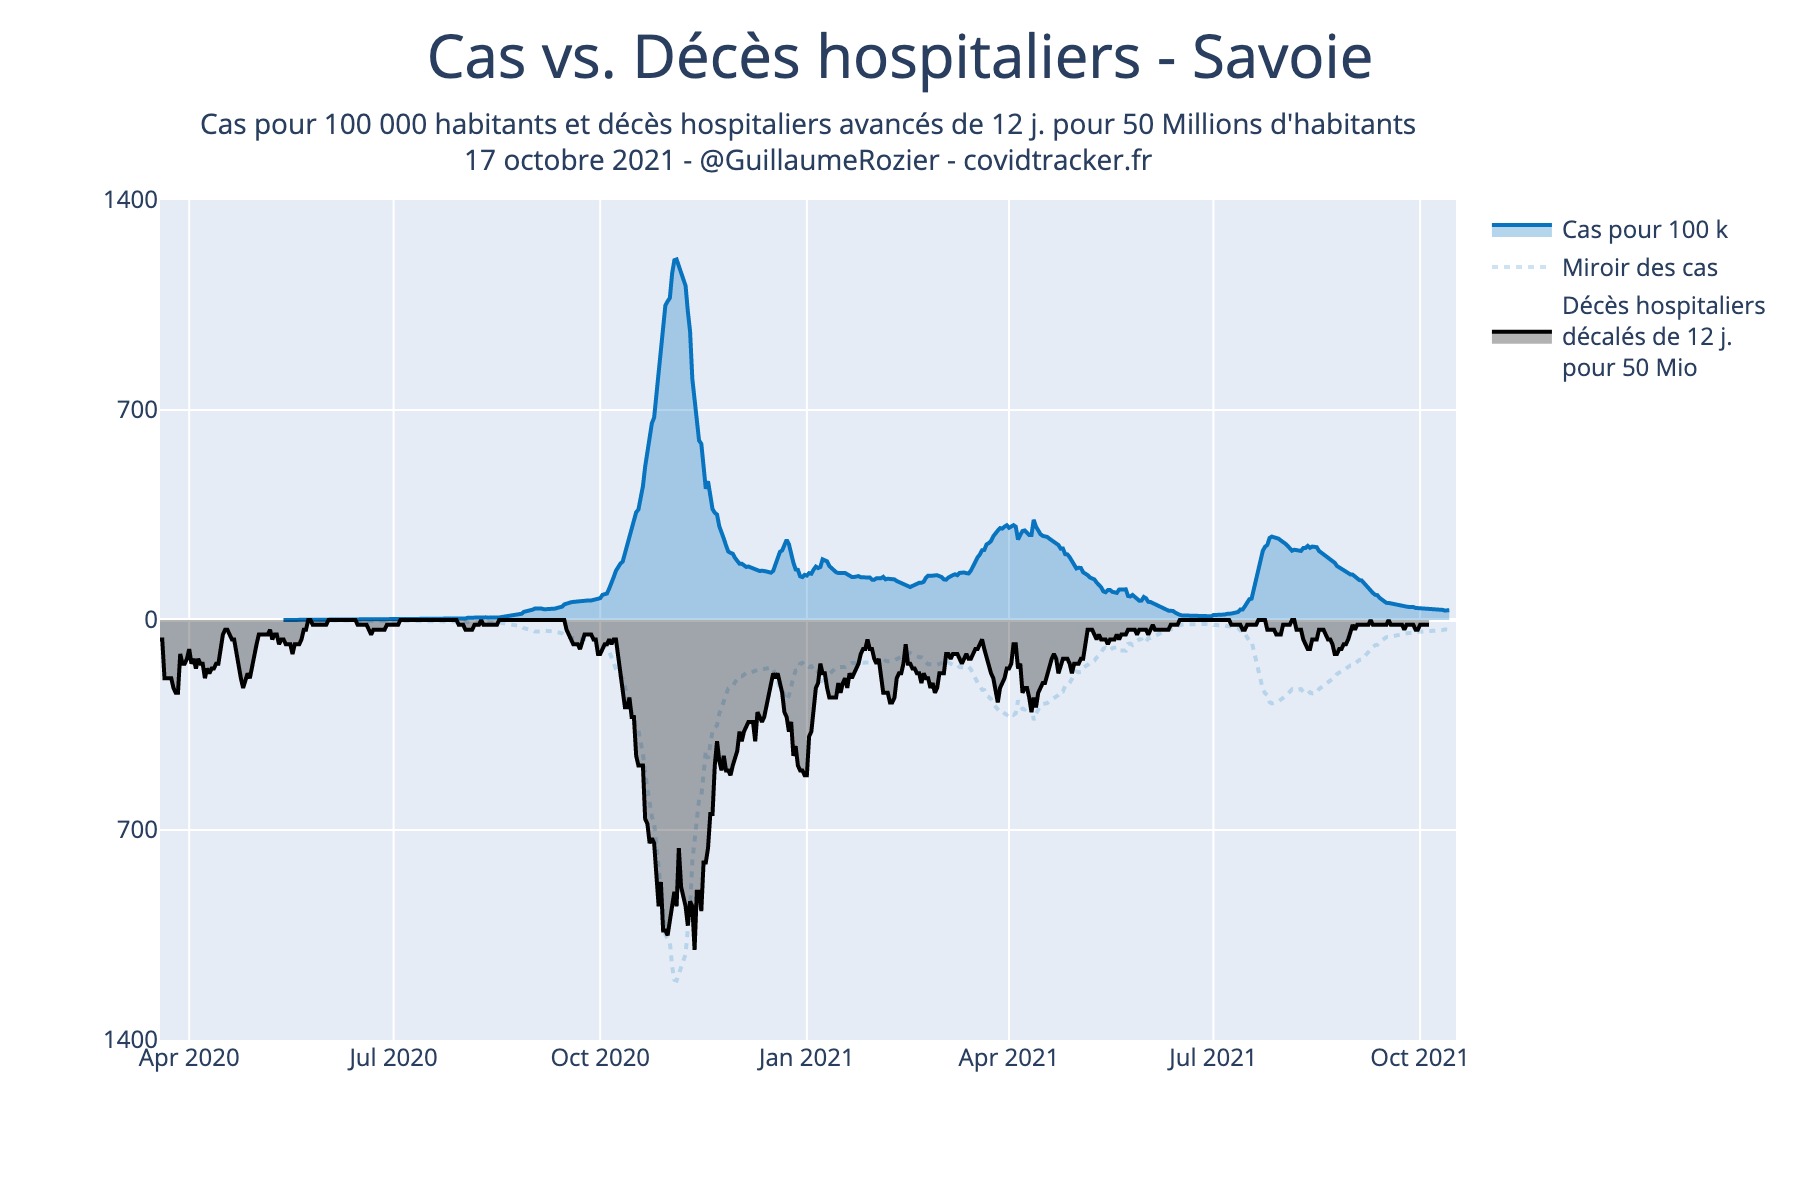 Cas vs. Décès hospitaliers - Savoie
Cas pour 100 000 habitants et décès hospitaliers avancés de 12 j. pour 50 Millions d'habitants
17 octobre 2021 - @GuillaumeRozier - covidtracker.fr
1400
700
0
700
1400
Apr 2020
Jul 2020
Oct 2020
Jan 2021
Apr 2021
Jul 2021
Oct 2021
Cas pour 100 k
Miroir des cas
Décès hospitaliers
décalés de 12 j.
pour 50 Mio